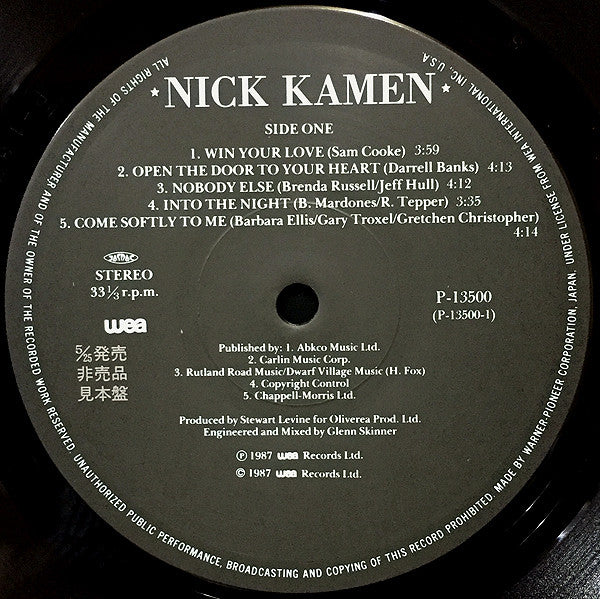 ★ NICK KAMEN ★
SIDE ONE
1. WIN YOUR LOVE (Sam Cooke) 3:59
2. OPEN THE DOOR TO YOUR HEART (Darrell Banks) 4:13
3. NOBODY ELSE (Brenda Russell/Jeff Hull) 4:12
4. INTO THE NIGHT (B. Mardones/R. Tepper) 3:35
5. COME SOFTLY TO ME (Barbara Ellis/Gary Troxel/Gretchen Christopher)
4:14
JASRAC
STEREO
33 1/3 r.p.m.
wea
5/25発売
非売品
見本盤
P-13500
(P-13500-1)
Published by: 1. Abkco Music Ltd.
2. Carlin Music Corp.
3. Rutland Road Music/Dwarf Village Music (H. Fox)
4. Copyright Control
5. Chappell-Morris Ltd.
Produced by Stewart Levine for Oliverea Prod. Ltd.
Engineered and Mixed by Glenn Skinner
Ⓟ 1987 wea Records Ltd.
© 1987 wea Records Ltd.
ALL RIGHTS OF THE MANUFACTURER AND OF THE OWNER OF THE RECORDED WORK RESERVED. UNAUTHORIZED PUBLIC PERFORMANCE, BROADCASTING AND COPYING OF THIS RECORD PROHIBITED. MADE BY WARNER-PIONEER CORPORATION, JAPAN, UNDER LICENSE FROM WEA INTERNATIONAL INC., U.S.A.